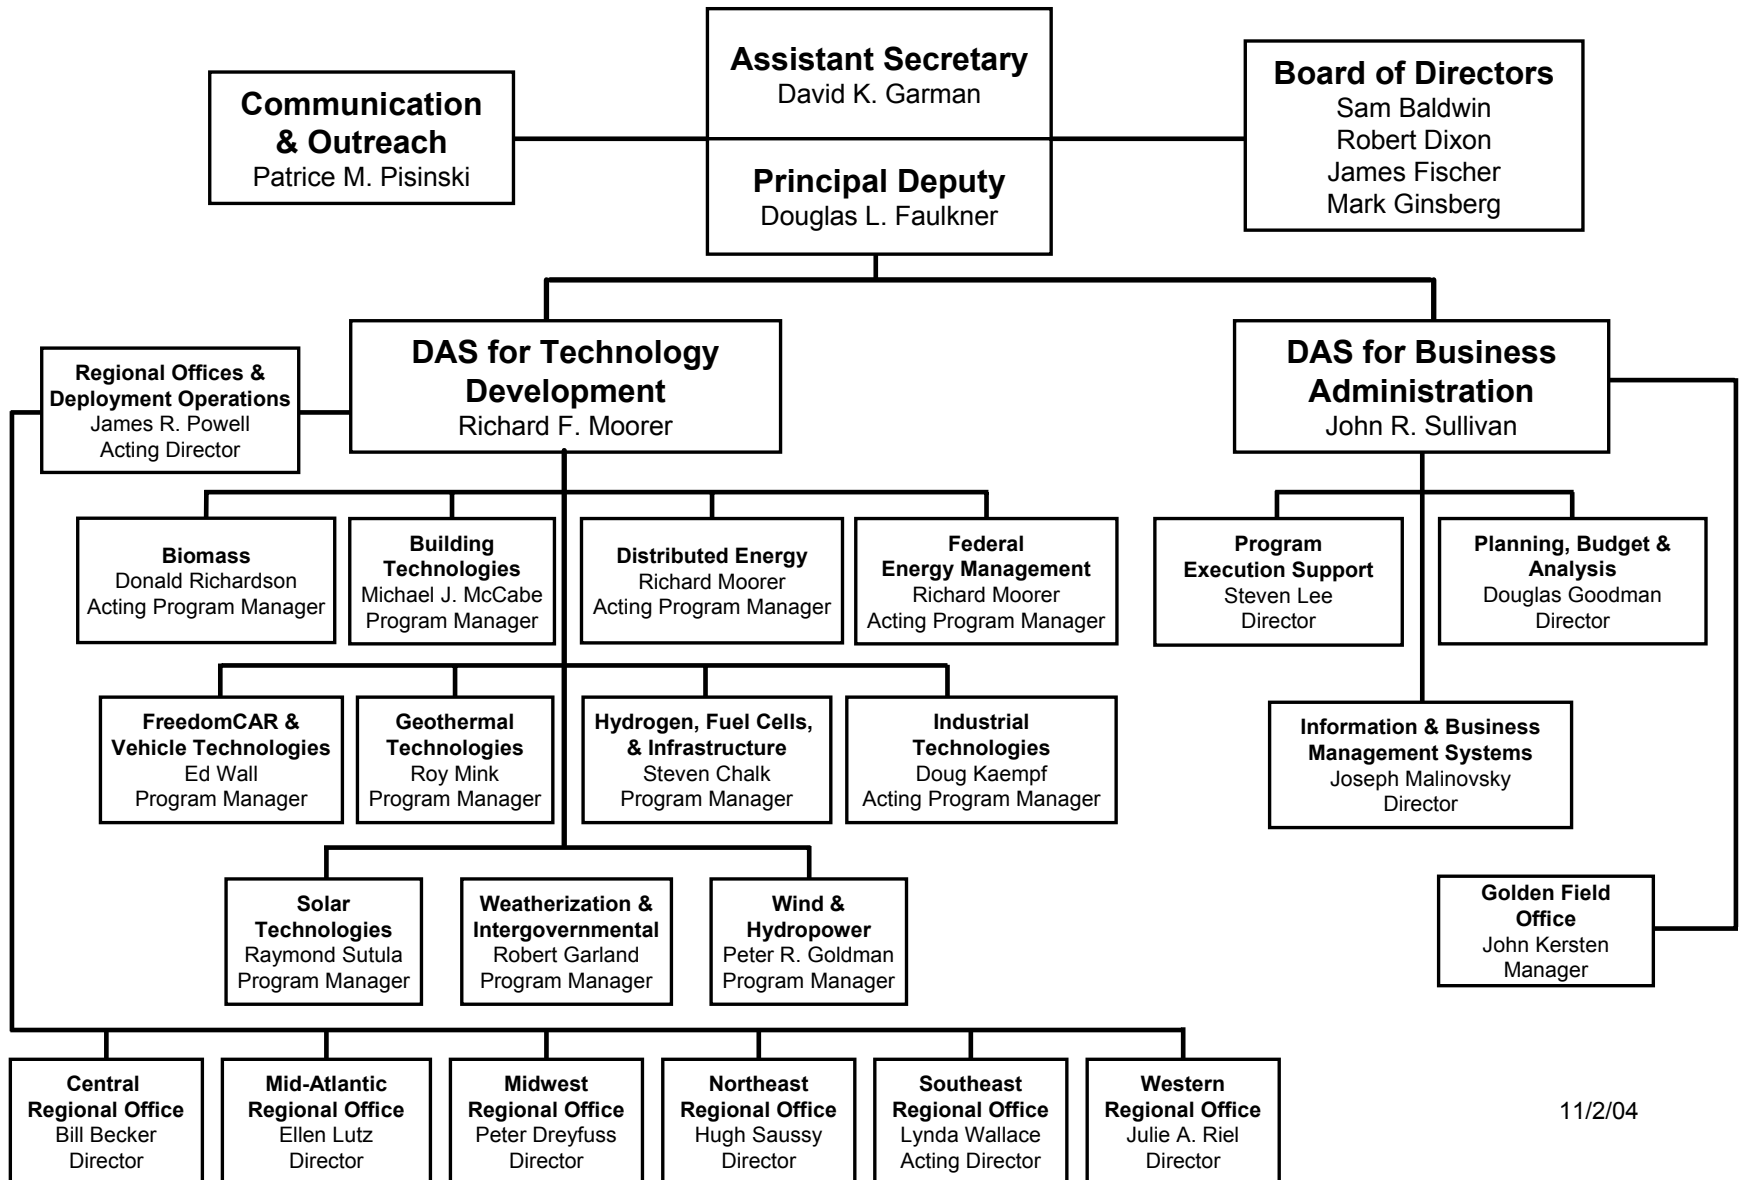 Assistant Secretary
David K. Garman
Principal Deputy
Douglas L. Faulkner
Communication
& Outreach
Patrice M. Pisinski
Board of Directors
Sam Baldwin
Robert Dixon
James Fischer
Mark Ginsberg
Regional Offices &
Deployment Operations
James R. Powell
Acting Director
DAS for Technology
Development
Richard F. Moorer
DAS for Business
Administration
John R. Sullivan
Biomass
Donald Richardson
Acting Program Manager
Building
Technologies
Michael J. McCabe
Program Manager
Distributed Energy
Richard Moorer
Acting Program Manager
Federal
Energy Management
Richard Moorer
Acting Program Manager
Program
Execution Support
Steven Lee
Director
Planning, Budget &
Analysis
Douglas Goodman
Director
FreedomCAR &
Vehicle Technologies
Ed Wall
Program Manager
Geothermal
Technologies
Roy Mink
Program Manager
Hydrogen, Fuel Cells,
& Infrastructure
Steven Chalk
Program Manager
Industrial
Technologies
Doug Kaempf
Acting Program Manager
Information & Business
Management Systems
Joseph Malinovsky
Director
Solar
Technologies
Raymond Sutula
Program Manager
Weatherization &
Intergovernmental
Robert Garland
Program Manager
Wind &
Hydropower
Peter R. Goldman
Program Manager
Golden Field
Office
John Kersten
Manager
Central
Regional Office
Bill Becker
Director
Mid-Atlantic
Regional Office
Ellen Lutz
Director
Midwest
Regional Office
Peter Dreyfuss
Director
Northeast
Regional Office
Hugh Saussy
Director
Southeast
Regional Office
Lynda Wallace
Acting Director
Western
Regional Office
Julie A. Riel
Director
11/2/04